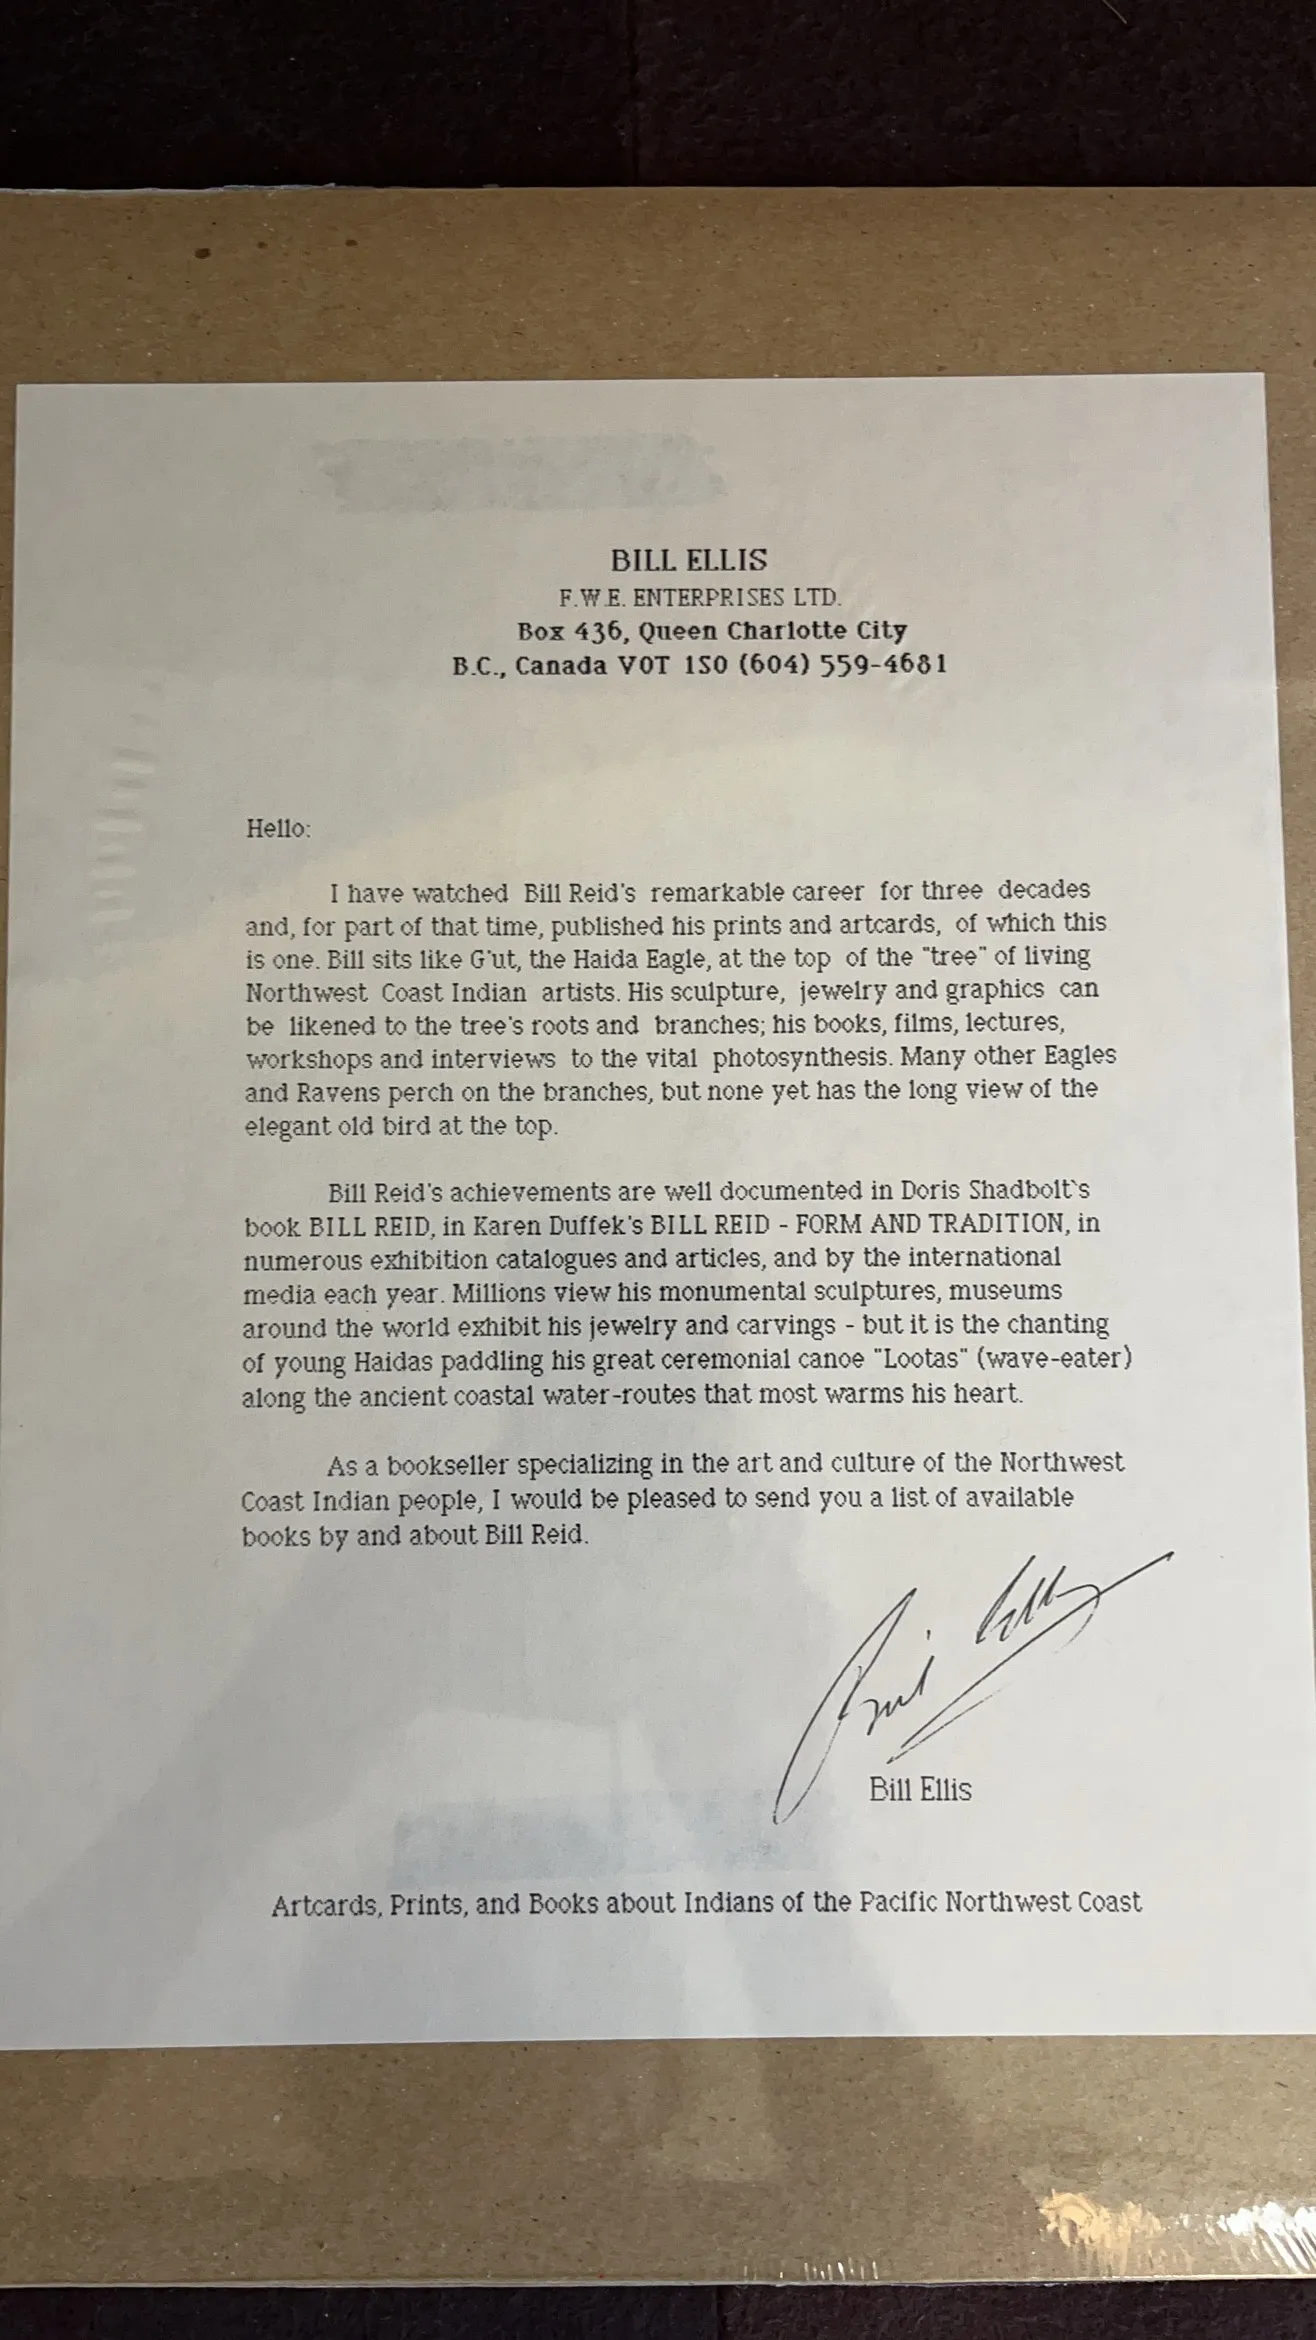 BILL ELLIS
F.W.E. ENTERPRISES LTD.
Box 436, Queen Charlotte City
B.C., Canada V0T 1S0 (604) 559-4681
Hello:
I have watched Bill Reid's remarkable career for three decades
and, for part of that time, published his prints and artcards, of which this
is one. Bill sits like G'ut, the Haida Eagle, at the top of the "tree" of living
Northwest Coast Indian artists. His sculpture, jewelry and graphics can
be likened to the tree's roots and branches; his books, films, lectures,
workshops and interviews to the vital photosynthesis. Many other Eagles
and Ravens perch on the branches, but none yet has the long view of the
elegant old bird at the top.
Bill Reid's achievements are well documented in Doris Shadbolt`s
book BILL REID, in Karen Duffek's BILL REID - FORM AND TRADITION, in
numerous exhibition catalogues and articles, and by the international
media each year. Millions view his monumental sculptures, museums
around the world exhibit his jewelry and carvings - but it is the chanting
of young Haidas paddling his great ceremonial canoe "Lootas" (wave-eater)
along the ancient coastal water-routes that most warms his heart.
As a bookseller specializing in the art and culture of the Northwest
Coast Indian people, I would be pleased to send you a list of available
books by and about Bill Reid.
Bill Ellis
Bill Ellis
Artcards, Prints, and Books about Indians of the Pacific Northwest Coast